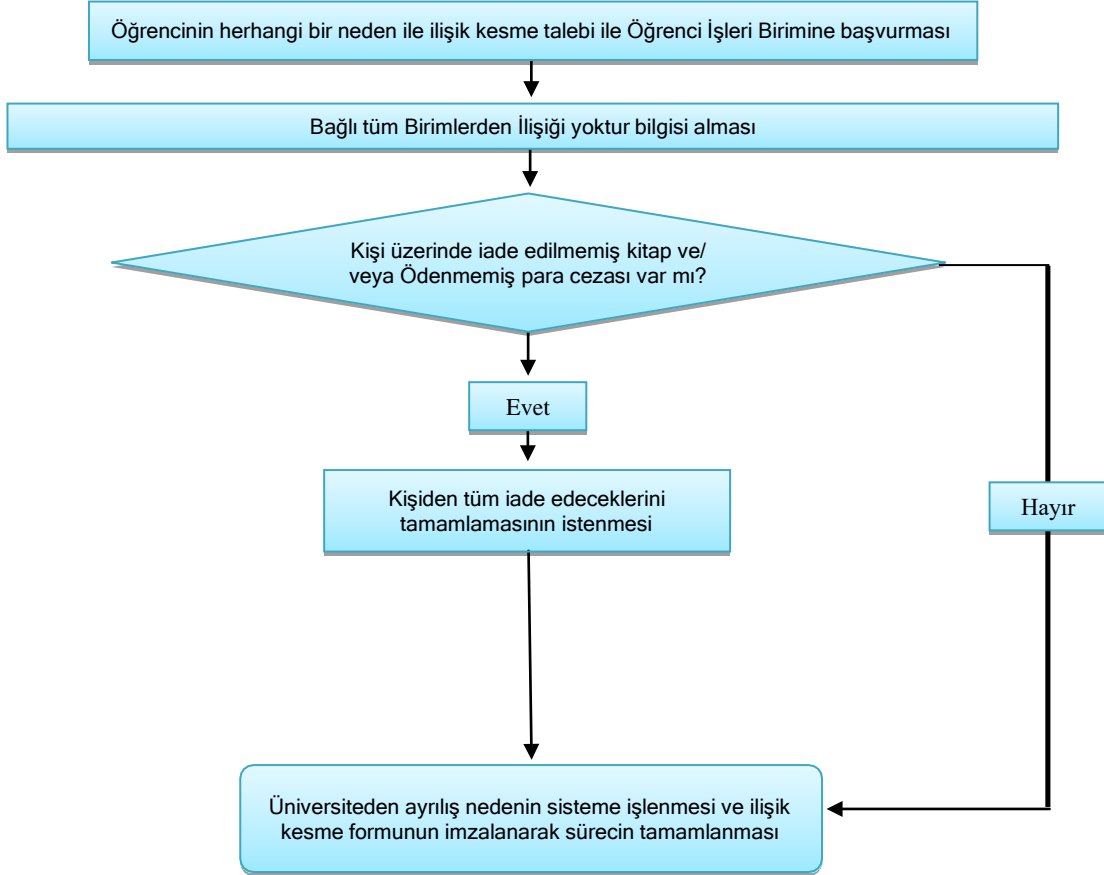 Öğrencinin herhangi bir neden ile ilişik kesme talebi ile Öğrenci İşleri Birimine başvurması
Bağlı tüm Birimlerden İlişiği yoktur bilgisi alması
Kişi üzerinde iade edilmemiş kitap ve/
veya Ödenmemiş para cezası var mı?
Evet
Kişiden tüm iade edeceklerini
tamamlamasının istenmesi
Hayır
Üniversiteden ayrılış nedenin sisteme işlenmesi ve ilişik
kesme formunun imzalanarak sürecin tamamlanması